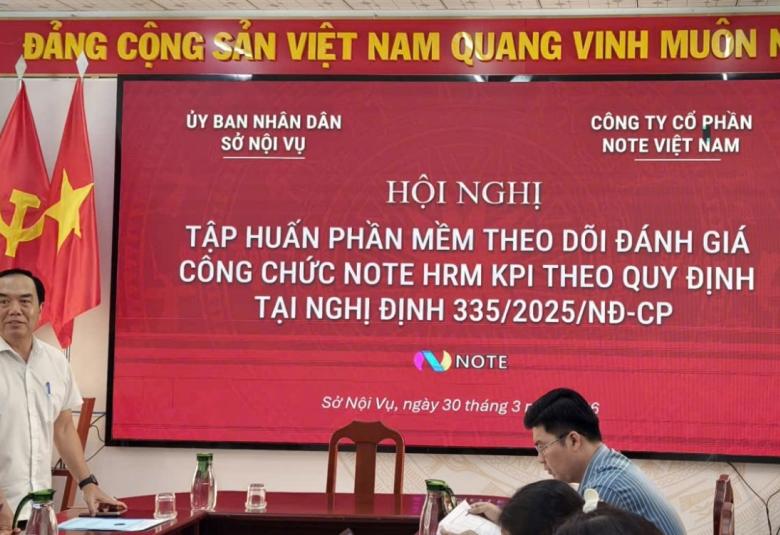 ĐẢNG CỘNG SẢN VIỆT NAM QUANG VINH MUÔN
ỦY BAN NHÂN DÂN
SỞ NỘI VỤ
CÔNG TY CỔ PHẦN
NOTE VIỆT NAM
HỘI NGHỊ
TẬP HUẤN PHẦN MỀM THEO DÕI ĐÁNH GIÁ
CÔNG CHỨC NOTE HRM KPI THEO QUY ĐỊNH
TẠI NGHỊ ĐỊNH 335/2025/NĐ-CP
NOTE
Sở Nội Vụ, ngày 30 tháng 3